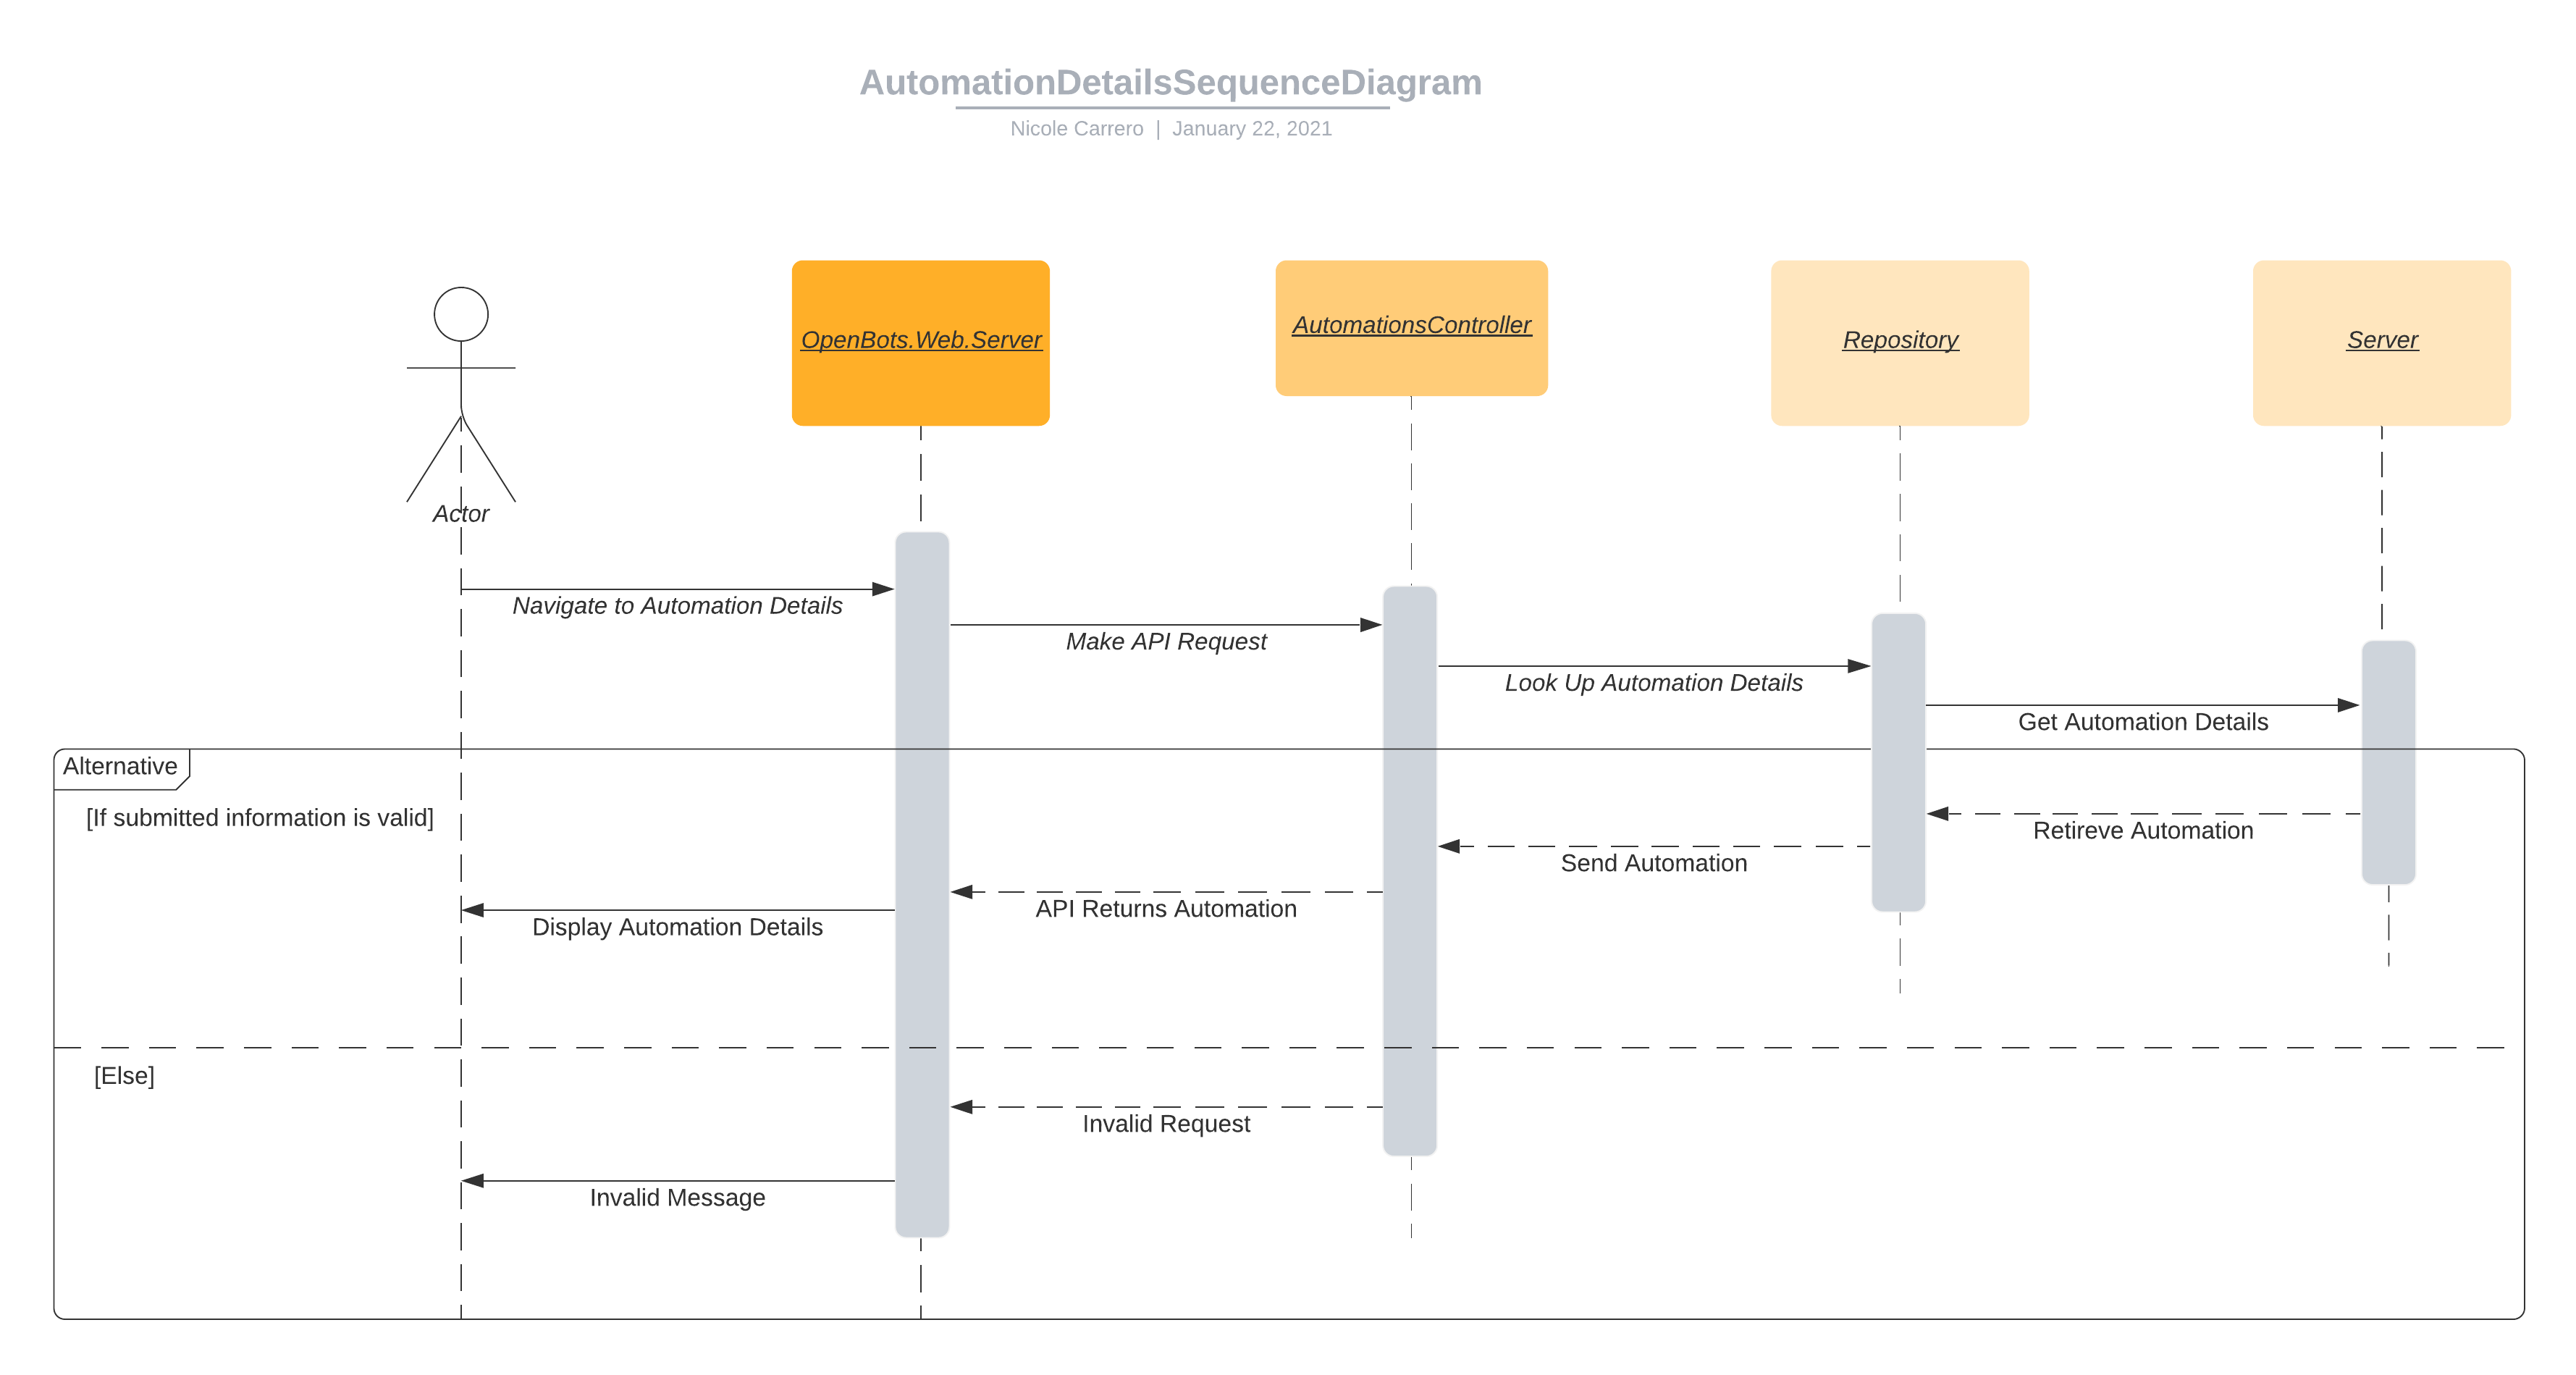 AutomationDetailsSequenceDiagram
Nicole Carrero | January 22, 2021
OpenBots.Web.Server
AutomationsController
Repository
Server
Actor
Navigate to Automation Details
Make API Request
Look Up Automation Details
Get Automation Details
Alternative
[If submitted information is valid]
Retireve Automation
Send Automation
API Returns Automation
Display Automation Details
[Else]
Invalid Request
Invalid Message